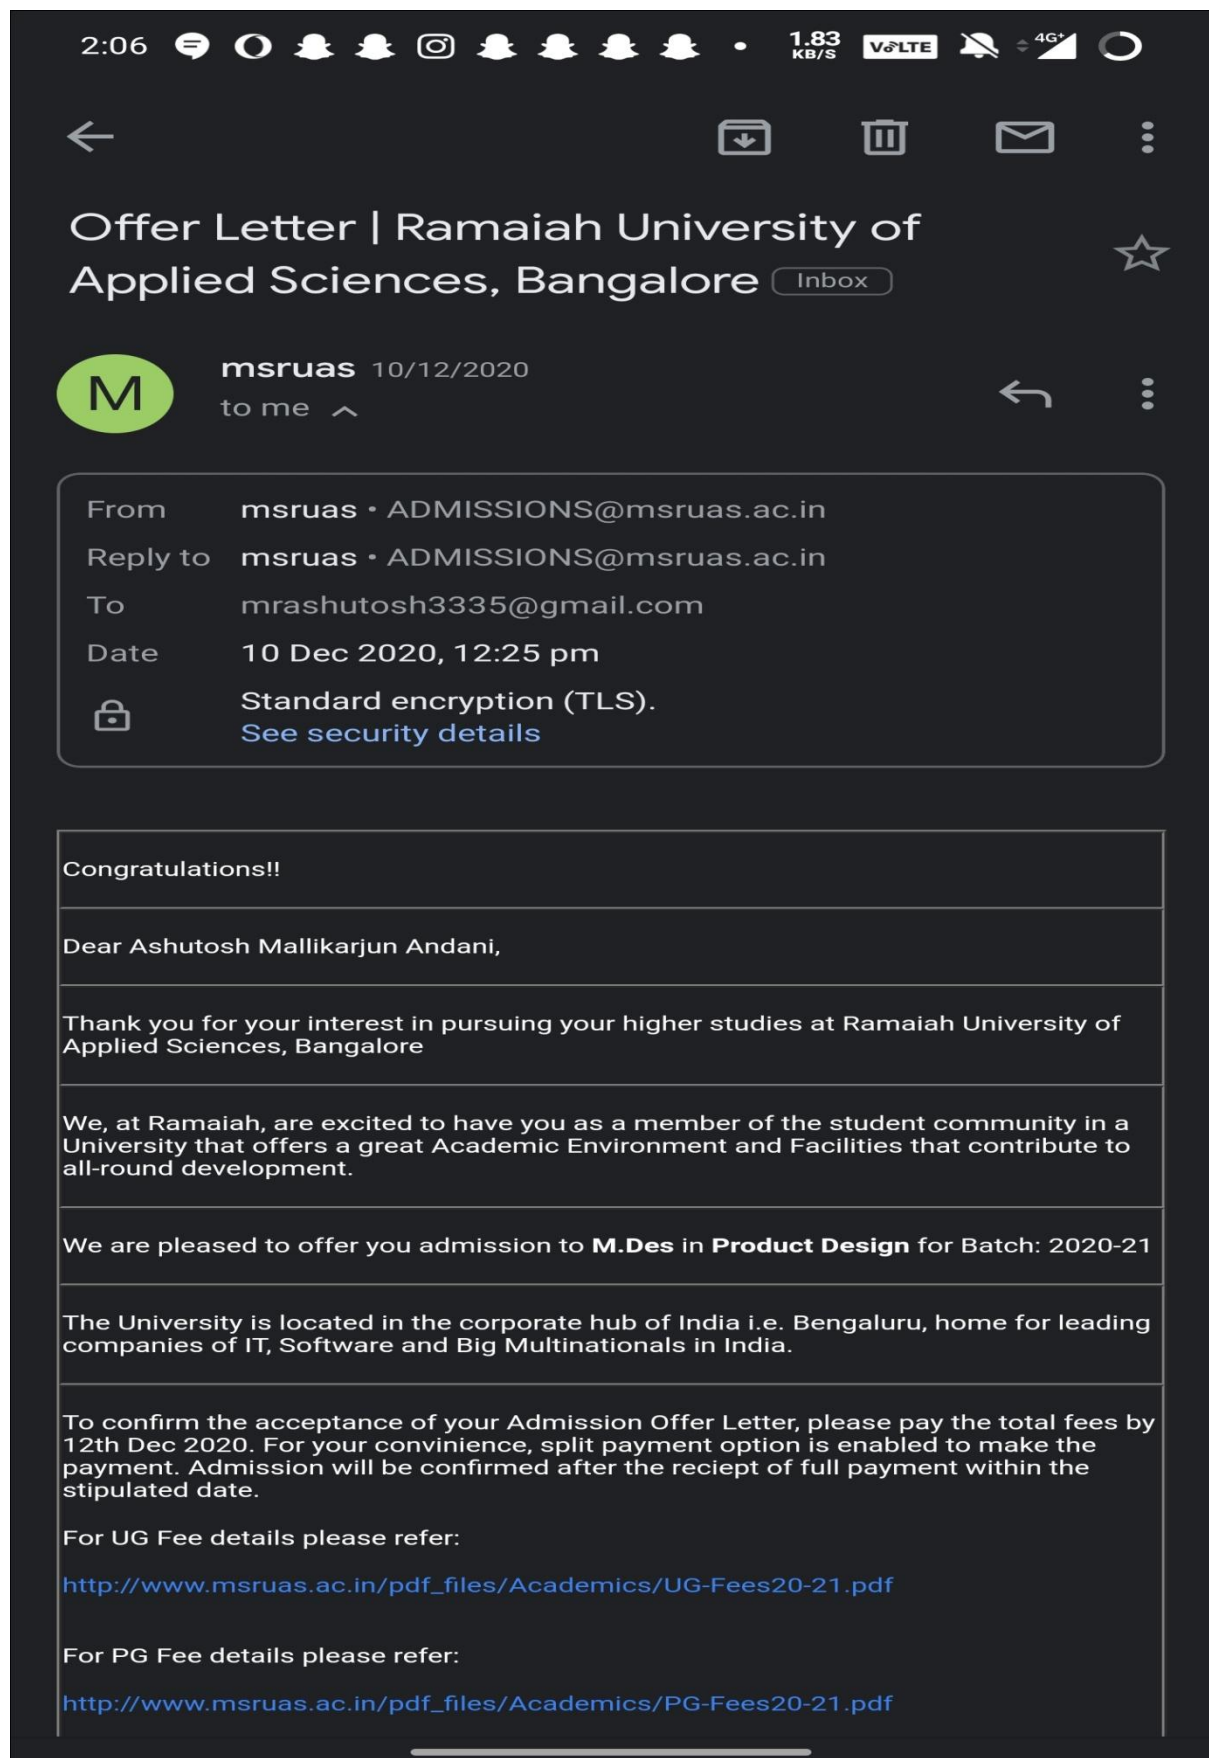 2:06 1.83 KB/S VoLTE 4G+
Offer Letter | Ramaiah University of
Applied Sciences, Bangalore Inbox
M
msruas 10/12/2020
to me
From msruas • ADMISSIONS@msruas.ac.in
Reply to msruas • ADMISSIONS@msruas.ac.in
To mrashutosh3335@gmail.com
Date 10 Dec 2020, 12:25 pm
Standard encryption (TLS).
See security details
Congratulations!!
Dear Ashutosh Mallikarjun Andani,
Thank you for your interest in pursuing your higher studies at Ramaiah University of
Applied Sciences, Bangalore
We, at Ramaiah, are excited to have you as a member of the student community in a
University that offers a great Academic Environment and Facilities that contribute to
all-round development.
We are pleased to offer you admission to M.Des in Product Design for Batch: 2020-21
The University is located in the corporate hub of India i.e. Bengaluru, home for leading
companies of IT, Software and Big Multinationals in India.
To confirm the acceptance of your Admission Offer Letter, please pay the total fees by
12th Dec 2020. For your convinience, split payment option is enabled to make the
payment. Admission will be confirmed after the reciept of full payment within the
stipulated date.
For UG Fee details please refer:
http://www.msruas.ac.in/pdf_files/Academics/UG-Fees20-21.pdf
For PG Fee details please refer:
http://www.msruas.ac.in/pdf_files/Academics/PG-Fees20-21.pdf